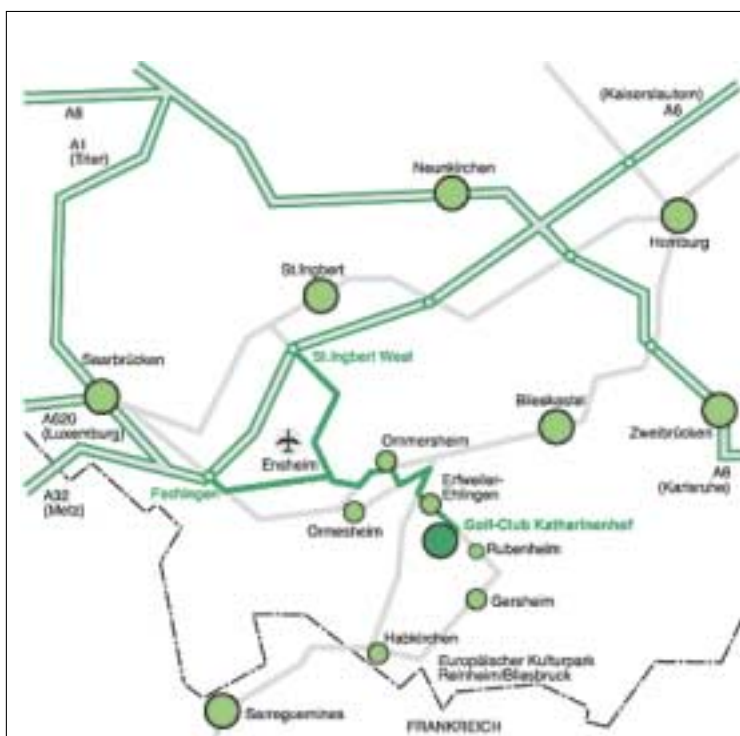 (Kaiserslautern)
A6
A8
A1
(Trier)
Neunkirchen
Homburg
St.Ingbert
St.Ingbert West
Saarbrücken
A620
(Luxemburg)
Blieskastel
Zweibrücken
A8
(Karlsruhe)
Ensheim
Ommersheim
Fechingen
A32
(Metz)
Erfweiler-
Ehlingen
Ormesheim
Golf-Club Katharinenhof
Rubenheim
Gersheim
Habkirchen
Europäischer Kulturpark
Reinheim/Bliesbruck
Sarreguemines
FRANKREICH